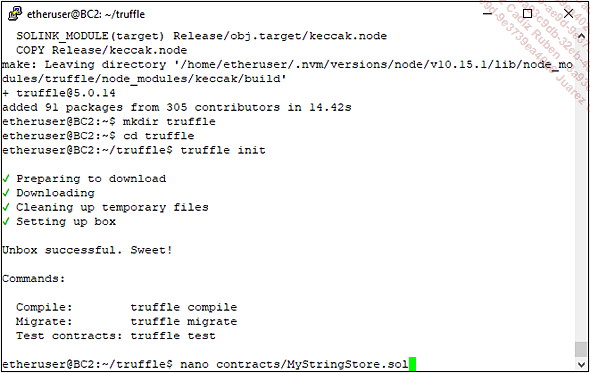 etheruser@BC2: ~/truffle
SOLINK_MODULE(target) Release/obj.target/keccak.node
COPY Release/keccak.node
make: Leaving directory '/home/etheruser/.nvm/versions/node/v10.15.1/lib/node_mo
dules/truffle/node_modules/keccak/build'
+ truffle@5.0.14
added 91 packages from 305 contributors in 14.42s
etheruser@BC2:~$ mkdir truffle
etheruser@BC2:~$ cd truffle
etheruser@BC2:~/truffle$ truffle init
✓ Preparing to download
✓ Downloading
✓ Cleaning up temporary files
✓ Setting up box
Unbox successful. Sweet!
Commands:
Compile: truffle compile
Migrate: truffle migrate
Test contracts: truffle test
etheruser@BC2:~/truffle$ nano contracts/MyStringStore.sol